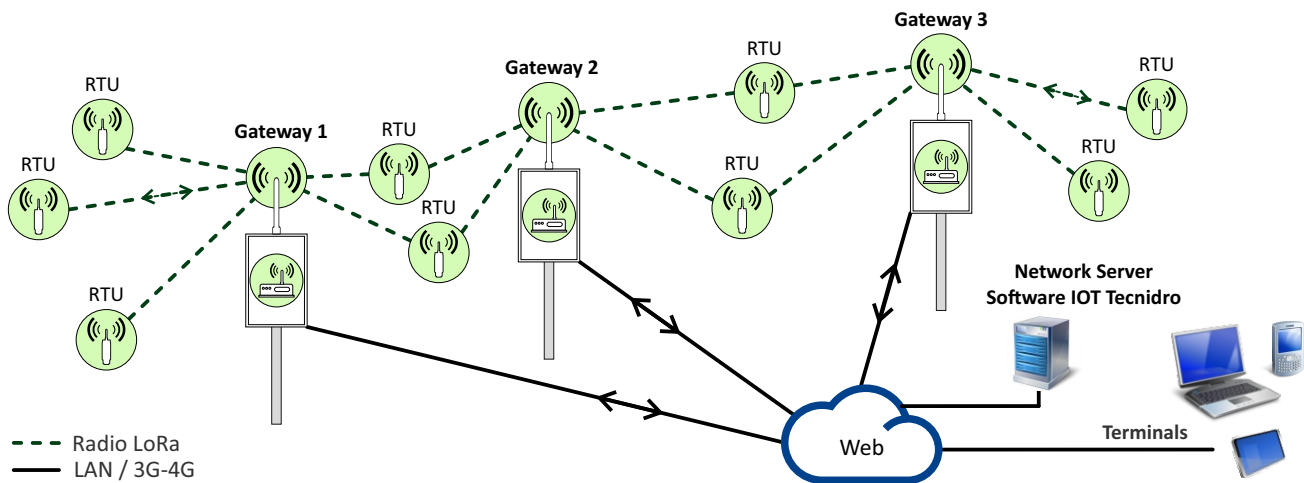 Gateway 3
RTU
Gateway 2
RTU
RTU
RTU
Gateway 1
RTU
RTU
RTU
RTU
RTU
RTU
Network Server
Software IOT Tecnidro
Radio LoRa
LAN / 3G-4G
Web
Terminals